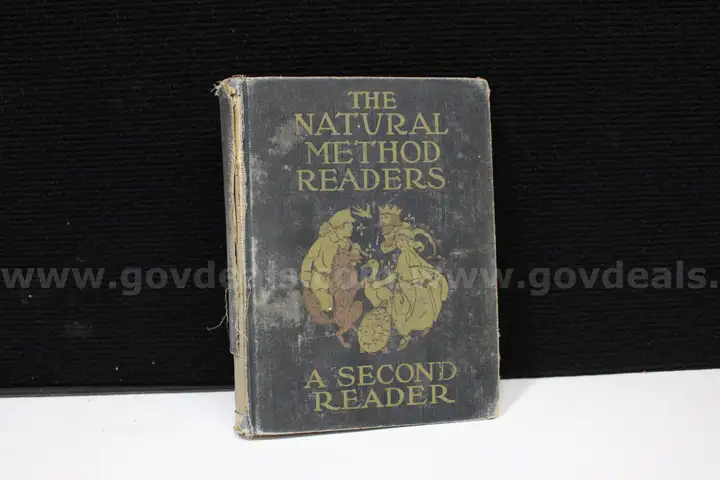 THE
NATURAL
METHOD
READERS
www.govdeals.com www.govdeals.
A SECOND
READER